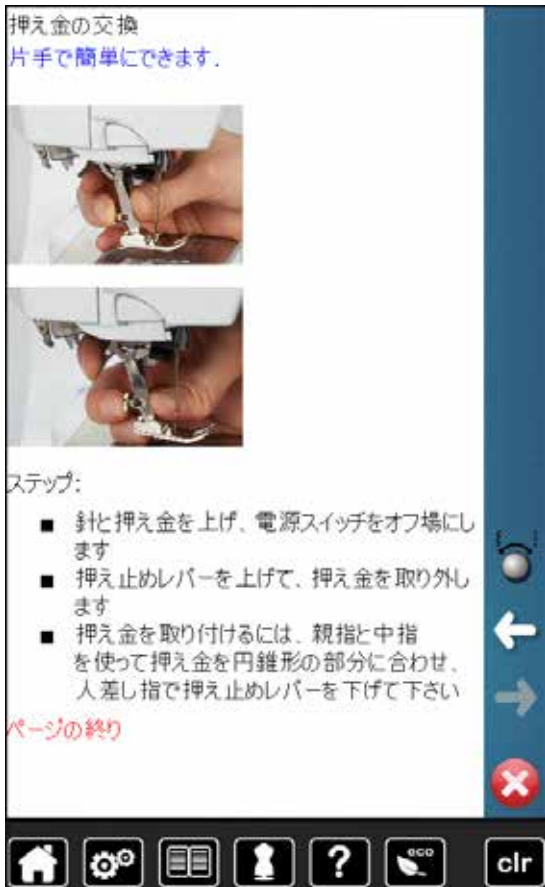 押え金の交換
片手で簡単にできます.
ステップ:
■ 針と押え金を上げ、電源スイッチをオフ場にし
ます
■ 押え止めレバーを上げて、押え金を取り外し
ます
■ 押え金を取り付けるには、親指と中指
を使って押え金を円錐形の部分に合わせ、
人差し指で押え止めレバーを下げて下さい
ページの終り
? eco clr